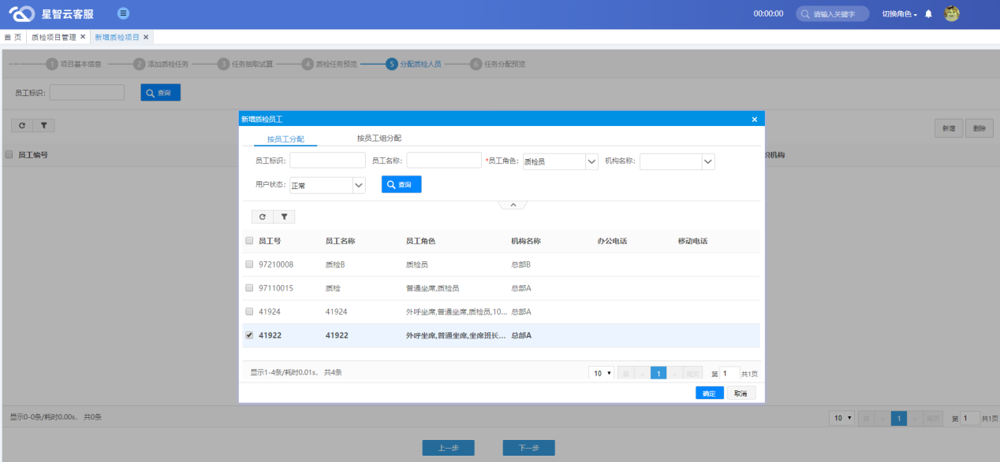 星智云客服 00:00:00 请输入关键字 切换角色
首 页 质检项目管理 新增质检项目
1 项目基本信息 2 添加质检任务 3 任务抽取试算 4 质检任务预览 5 分配质检人员 6 任务分配预览
员工标识: 查询
新增 删除
员工编号 织机构
新增质检员工
按员工分配 按员工组分配
员工标识: 员工名称: *员工角色: 质检员 机构名称:
用户状态: 正常 查询
员工号 员工名称 员工角色 机构名称 办公电话 移动电话
97210008 质检B 质检员 总部B
97110015 质检 普通坐席,质检员 总部A
41924 41924 外呼坐席,普通坐席,质检员,10... 总部A
41922 41922 外呼坐席,普通坐席,坐席班长... 总部A
显示1-4条/耗时0.01s, 共4条 10 首 1 尾页 第 1 共1页
确定 取消
显示0-0条/耗时0.00s, 共0条 10 1 第 1 共1页
上一步 下一步